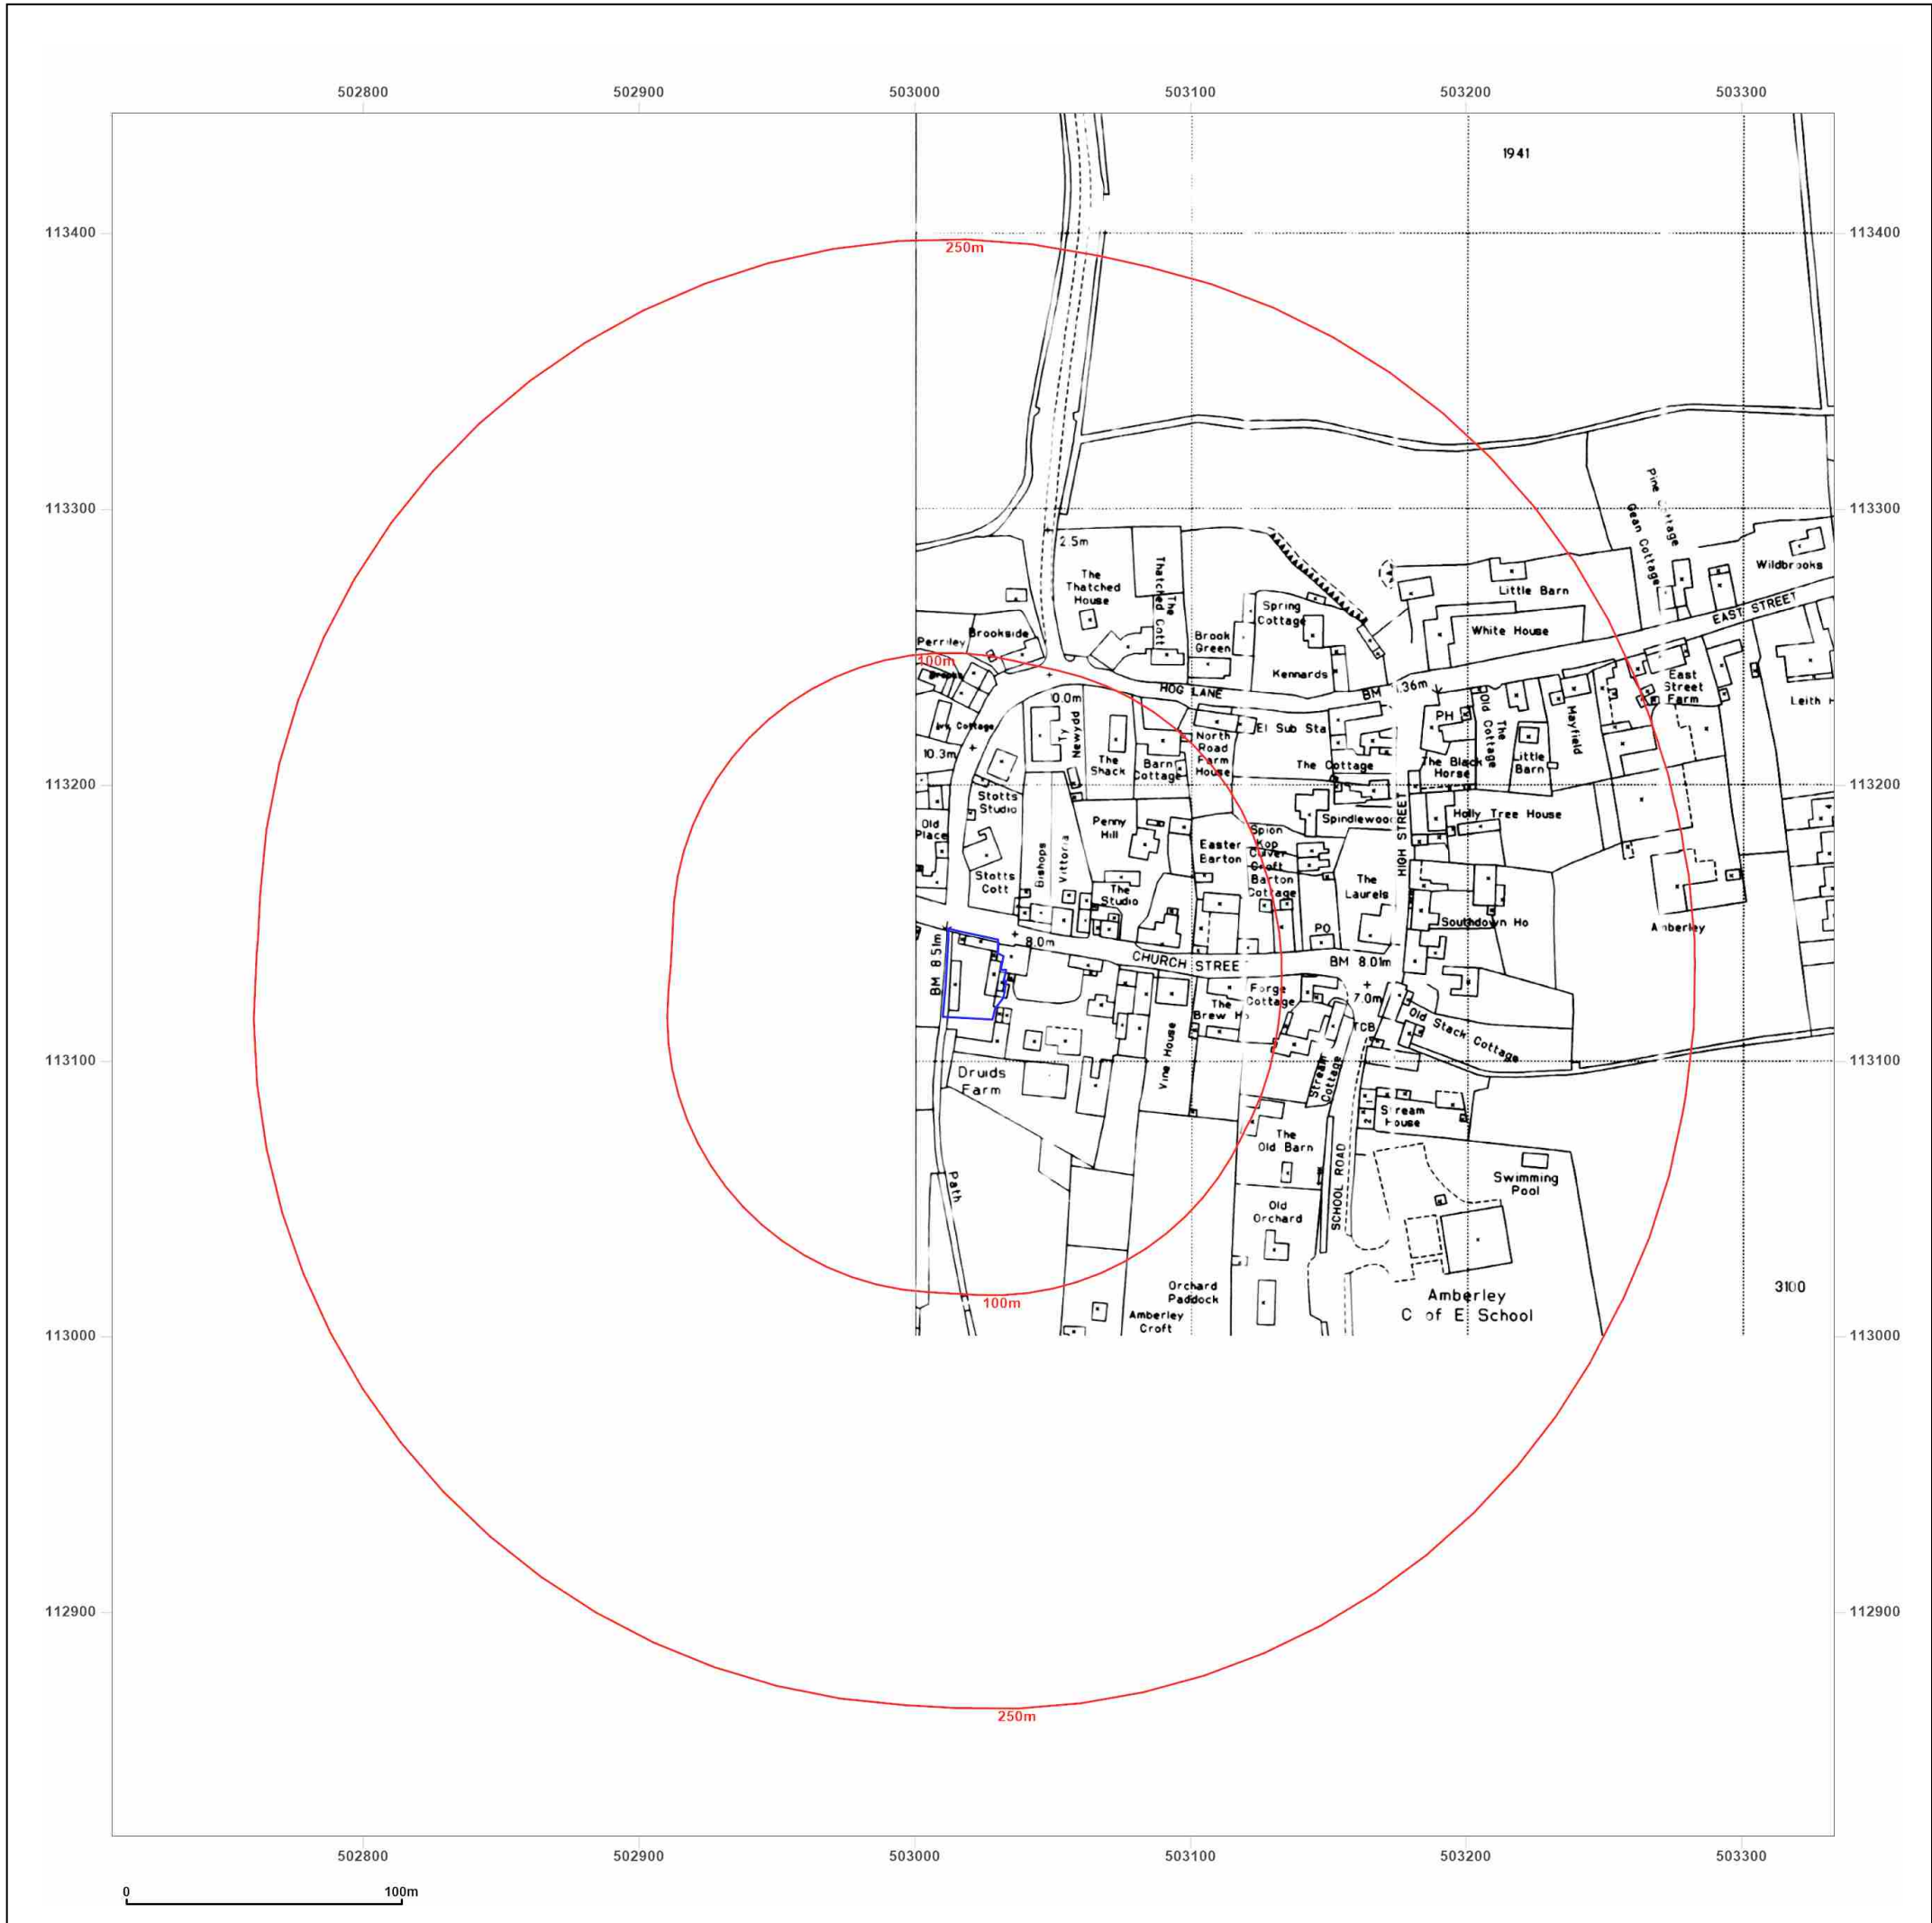 502800
502900
503000
503100
503200
503300
1941
113400
113400
250m
113300
113300
2.5m
Pine
Gean Cottage
The
Thatched
House
The
Thatched Cott
Wildbrooks
Little Barn
Spring
Cottage
EAST STREET
Perriley
Brookside
Brook
Green
White House
100m
Kennards
HOG LANE
BM
East
Street
Farm
Leith
Ivy Cottage
Ty
Newydd
PH
The
Old
Cottage
Mayfield
El Sub Sta
10.3m
North
Road
Farm
House
The
Shack
Barn
Cottage
The Cottage
The Black
Horse
Little
Barn
113200
113200
Stotts
Studio
Old
Place
Penny
Hill
Spindlewood
HIGH STREET
Holly Tree House
Spion
Kop
Easter
Barton
Croft
Barton
Cottage
Bishops
Vittoria
Stotts
Cott
The
Studio
The
Laurels
Southdown Ho
Amberley
PO
BM 8.51m
8.0m
CHURCH STREE
BM 8.01m
7.0m
Forge
Cottage
The
Brew Ho
TCB
Old Stack Cottage
113100
113100
Druids
Farm
Vine House
Stream
Cottage
1
2
Stream
House
The
Old Barn
Path
SCHOOL ROAD
Swimming
Pool
Old
Orchard
Orchard
Paddock
Amberley
C of E School
3100
100m
Amberley
Croft
113000
113000
112900
112900
250m
502800
502900
503000
503100
503200
503300
0
100m